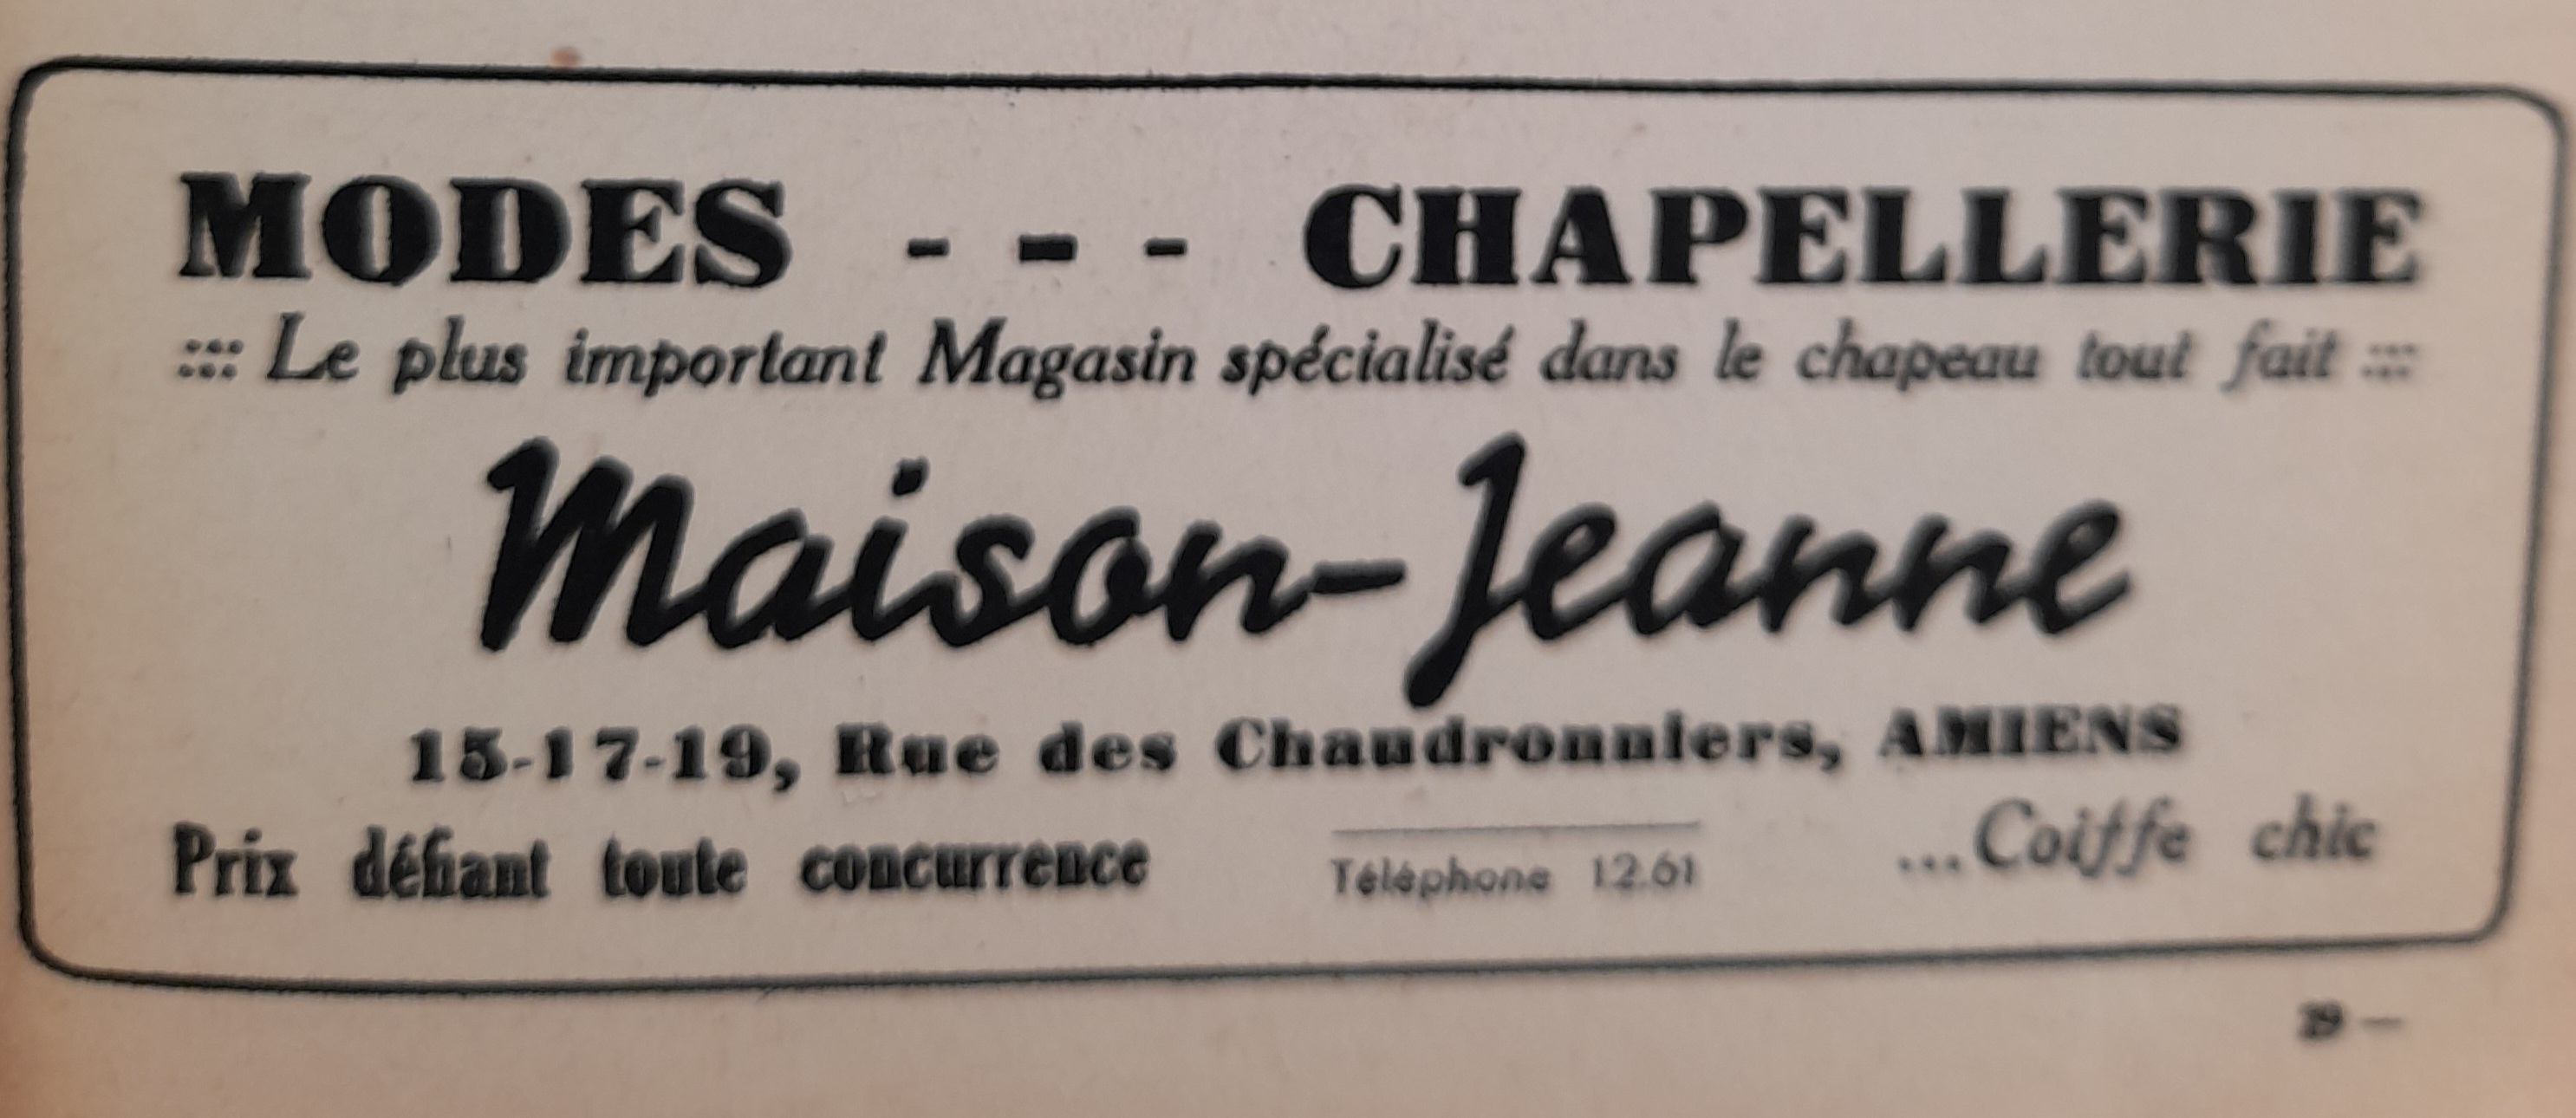 MODES - - - CHAPELLERIE
::: Le plus important Magasin spécialisé dans le chapeau tout fait :::
Maison-Jeanne
15-17-19, Rue des Chaudronniers, AMIENS
Prix défiant toute concurrence Téléphone 12.61 ...Coiffe chic